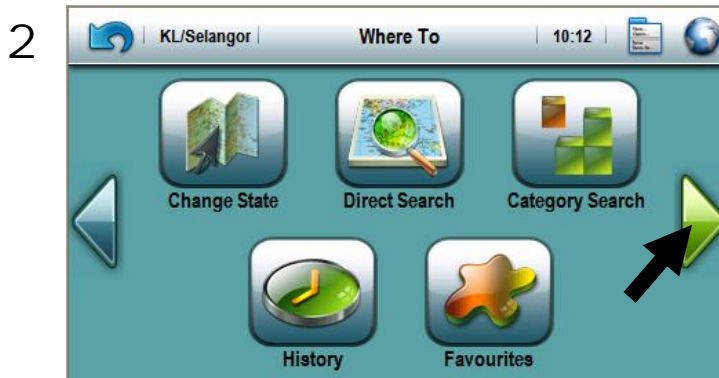 2
KL/Selangor Where To 10:12
Change State Direct Search Category Search
History Favourites